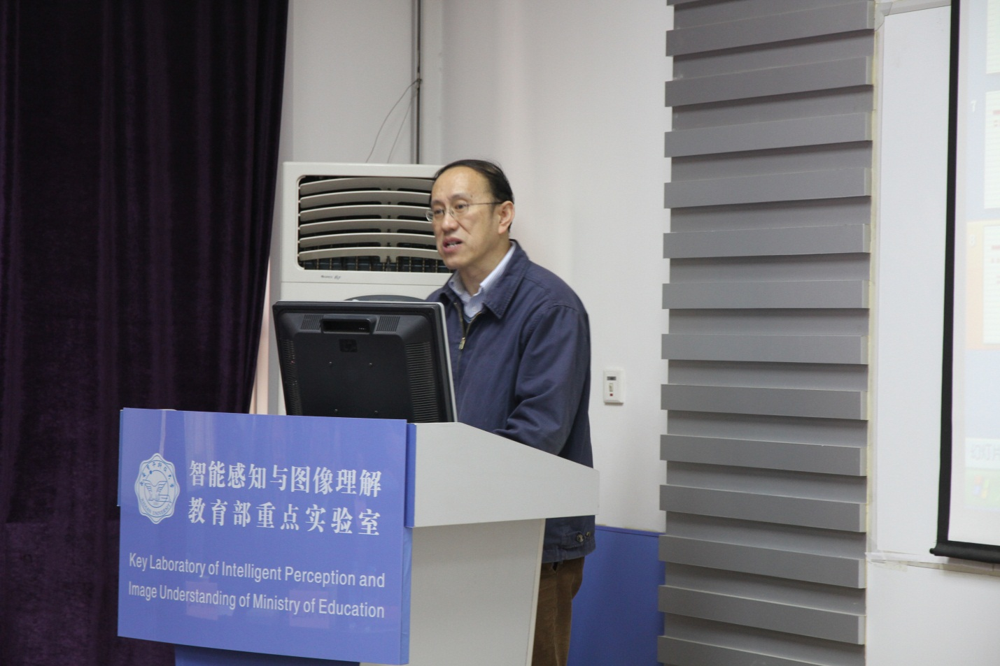 智能感知与图像理解
教育部重点实验室
Key Laboratory of Intelligent Perception and
Image Understanding of Ministry of Education